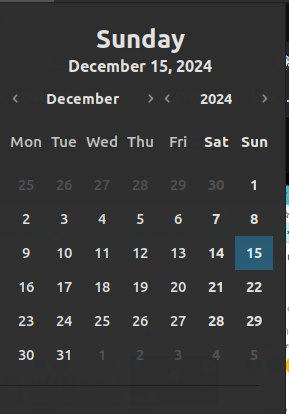 Sunday
December 15, 2024
< December > < 2024 >
Mon Tue Wed Thu Fri Sat Sun
25 26 27 28 29 30 1
2 3 4 5 6 7 8
9 10 11 12 13 14 15
16 17 18 19 20 21 22
23 24 25 26 27 28 29
30 31 1 2 3 4 5